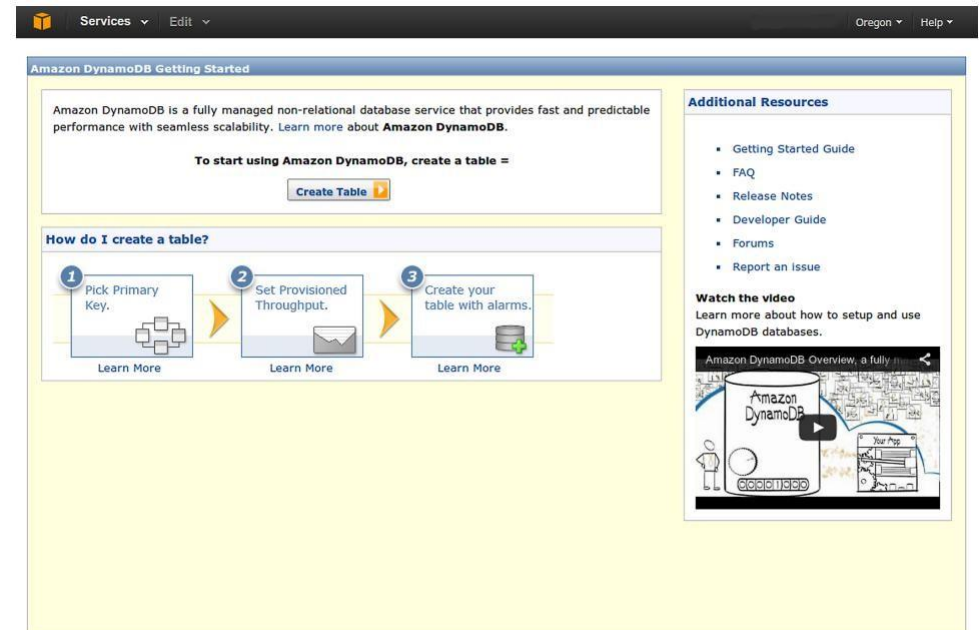 Services Edit Oregon Help
Amazon DynamoDB Getting Started
Amazon DynamoDB is a fully managed non-relational database service that provides fast and predictable
performance with seamless scalability. Learn more about Amazon DynamoDB.
To start using Amazon DynamoDB, create a table =
Create Table
How do I create a table?
1
Pick Primary
Key.
Learn More
2
Set Provisioned
Throughput.
Learn More
3
Create your
table with alarms.
Learn More
Additional Resources
Getting Started Guide
FAQ
Release Notes
Developer Guide
Forums
Report an issue
Watch the video
Learn more about how to setup and use
DynamoDB databases.
Amazon DynamoDB Overview, a fully
Amazon
DynamoDB
Your App
00001000